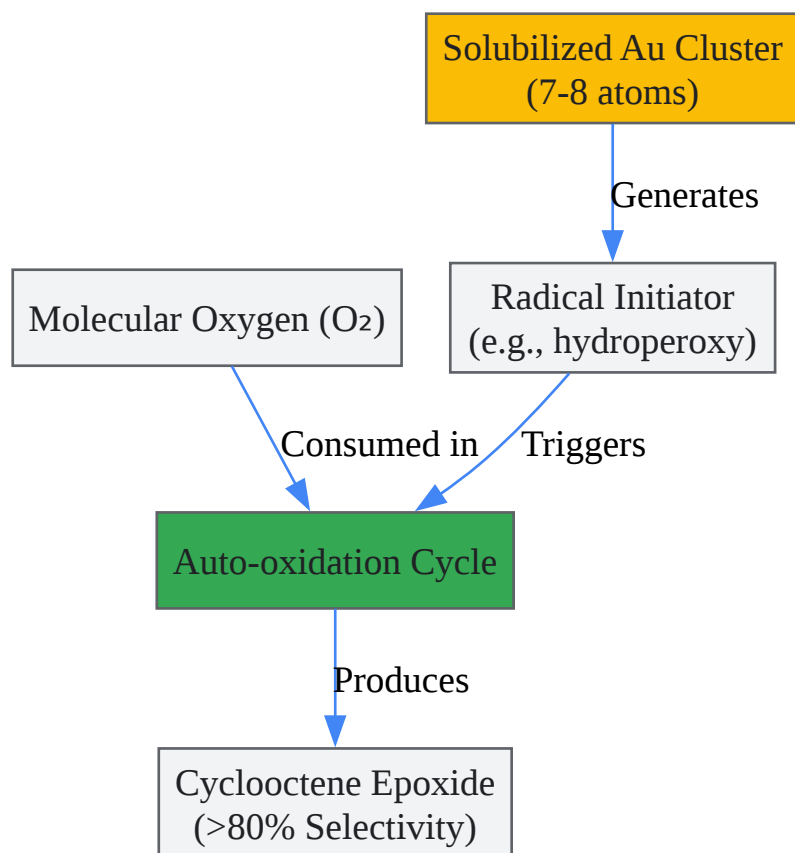 Solubilized Au Cluster
(7-8 atoms)
Generates
Molecular Oxygen (O₂)
Radical Initiator
(e.g., hydroperoxy)
Consumed in
Triggers
Auto-oxidation Cycle
Produces
Cyclooctene Epoxide
(>80% Selectivity)